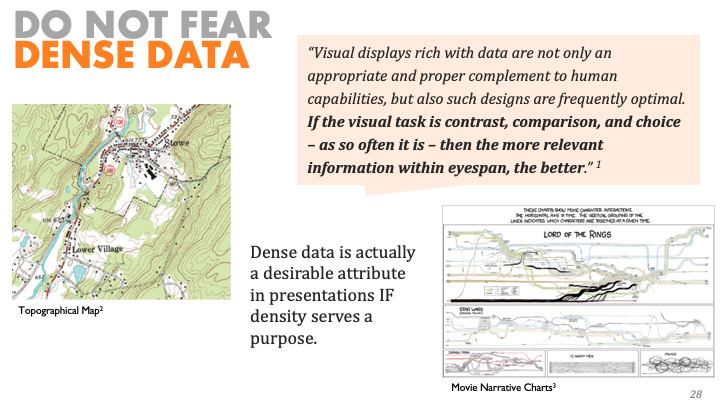 DO NOT FEAR
DENSE DATA
“Visual displays rich with data are not only an
appropriate and proper complement to human
capabilities, but also such designs are frequently optimal.
If the visual task is contrast, comparison, and choice
– as so often it is – then the more relevant
information within eyespan, the better.” 1
Stowe
Lower Village
Topographical Map2
Dense data is actually
a desirable attribute
in presentations IF
density serves a
purpose.
THESE CHARTS SHOW MOVIE CHARACTER INTERACTIONS.
THE HORIZONTAL AXIS IS TIME. THE VERTICAL GROUPING OF THE
LINES INDICATES WHICH CHARACTERS ARE TOGETHER AT A GIVEN TIME.
LORD OF THE RINGS
STAR WARS
JURASSIC PARK
12 ANGRY MEN
PRIMER
Movie Narrative Charts3
28